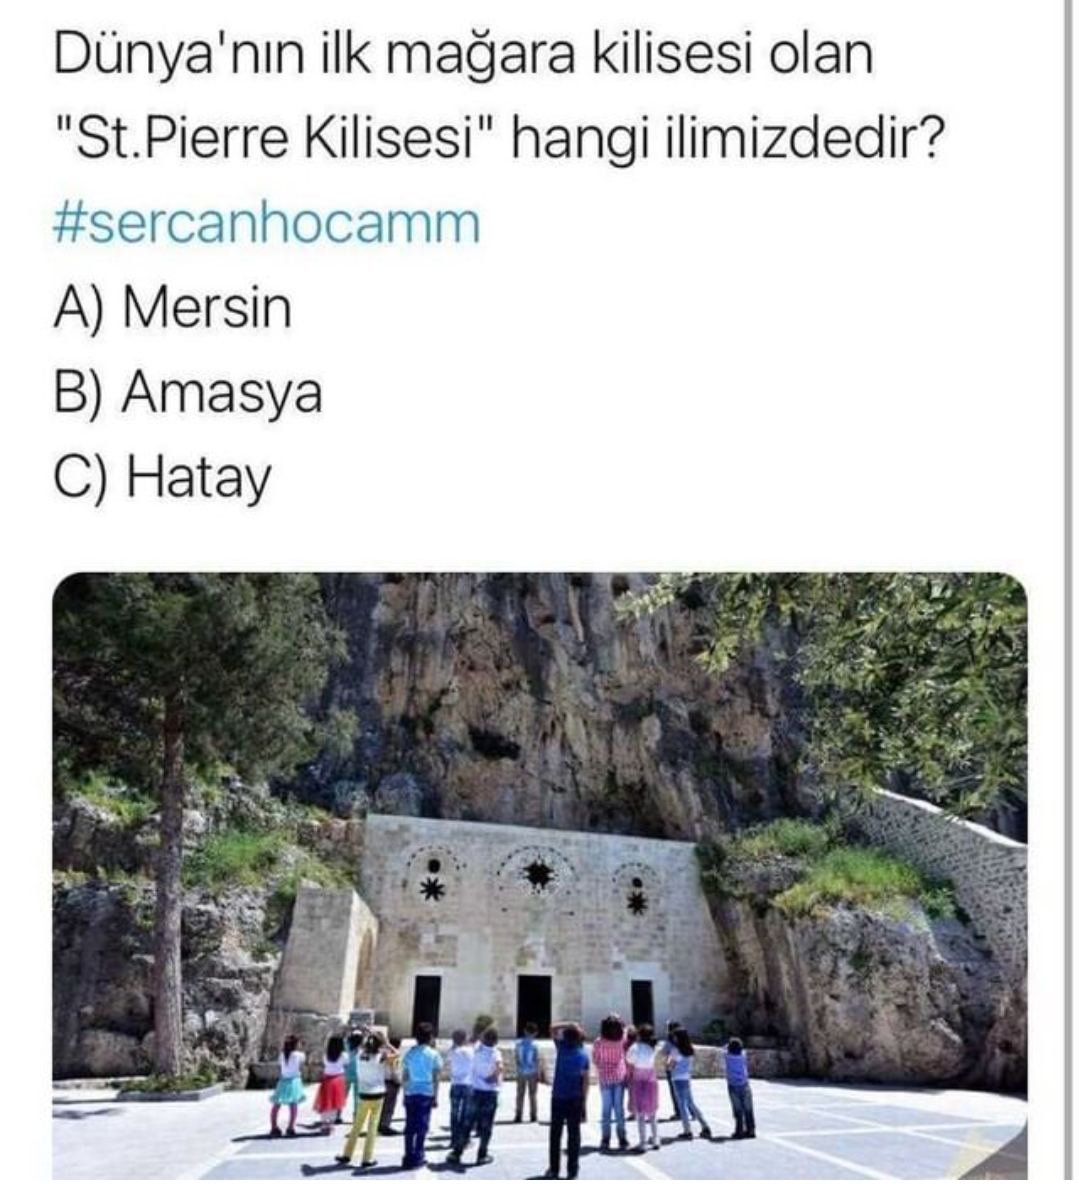 Dünya'nın ilk mağara kilisesi olan
"St.Pierre Kilisesi" hangi ilimizdedir?
#sercanhocamm
A) Mersin
B) Amasya
C) Hatay